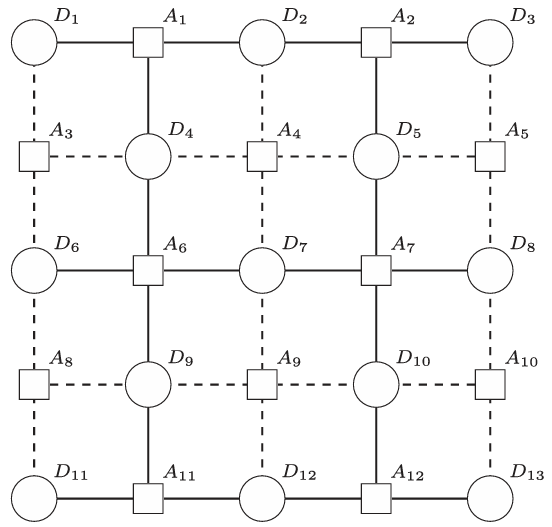 D₁ A₁ D₂ A₂ D₃
A₃ D₄ A₄ D₅ A₅
D₆ A₆ D₇ A₇ D₈
A₈ D₉ A₉ D₁₀ A₁₀
D₁₁ A₁₁ D₁₂ A₁₂ D₁₃